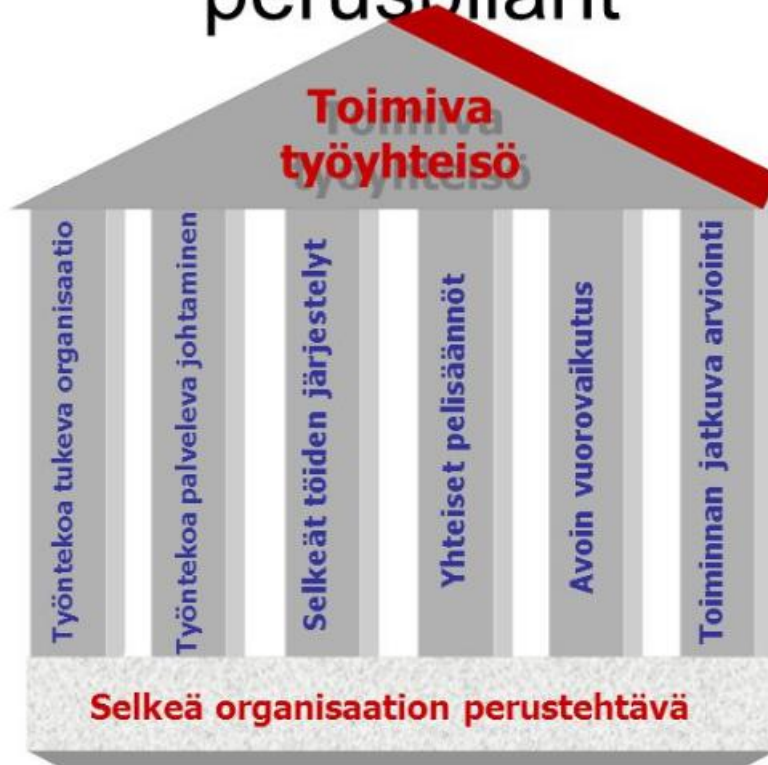 peruspilarit
Toimiva
työyhteisö
Työntekoa tukeva organisaatio
Työntekoa palveleva johtaminen
Selkeät töiden järjestelyt
Yhteiset pelisäännöt
Avoin vuorovaikutus
Toiminnan jatkuva arviointi
Selkeä organisaation perustehtävä